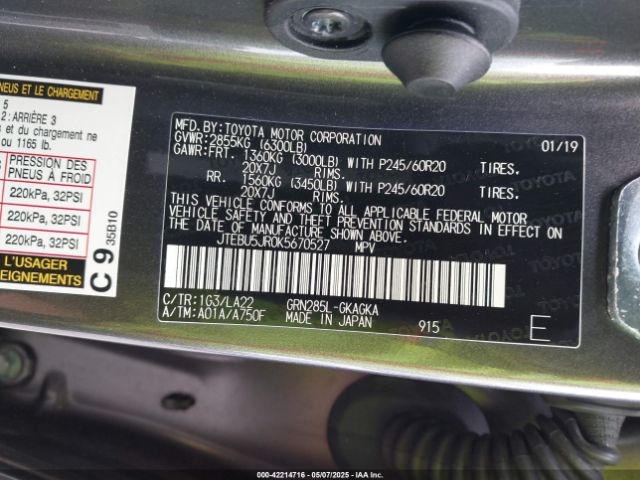 NEUS ET LE CHARGEMENT
5
2 : ARRIÈRE 3
s et du chargement ne
ou 1165 lb.
PRESSION DES
PNEUS À FROID
220kPa, 32PSI
220kPa, 32PSI
220kPa, 32PSI
L'USAGER
ENSEIGNEMENTS
C 9 35B10
MFD. BY: TOYOTA MOTOR CORPORATION 01/19
GVWR: 2855KG (6300LB)
GAWR: FRT. 1360KG (3000LB) WITH P245/60R20 TIRES.
20X7J RIMS.
RR. 1560KG (3450LB) WITH P245/60R20 TIRES.
20X7J RIMS.
THIS VEHICLE CONFORMS TO ALL APPLICABLE FEDERAL MOTOR
VEHICLE SAFETY AND THEFT PREVENTION STANDARDS IN EFFECT ON
THE DATE OF MANUFACTURE SHOWN ABOVE.
JTEBU5JR0K5670527 MPV
C/TR: 1G3/LA22 GRN285L-GKAGKA
A/TM: A01A/A750F MADE IN JAPAN 915 E
000-42214716 - 05/07/2025 - IAAI, Inc.